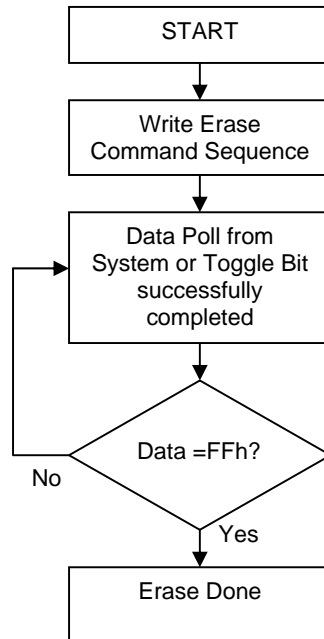 START
Write Erase
Command Sequence
Data Poll from
System or Toggle Bit
successfully
completed
Data =FFh?
No
Yes
Erase Done